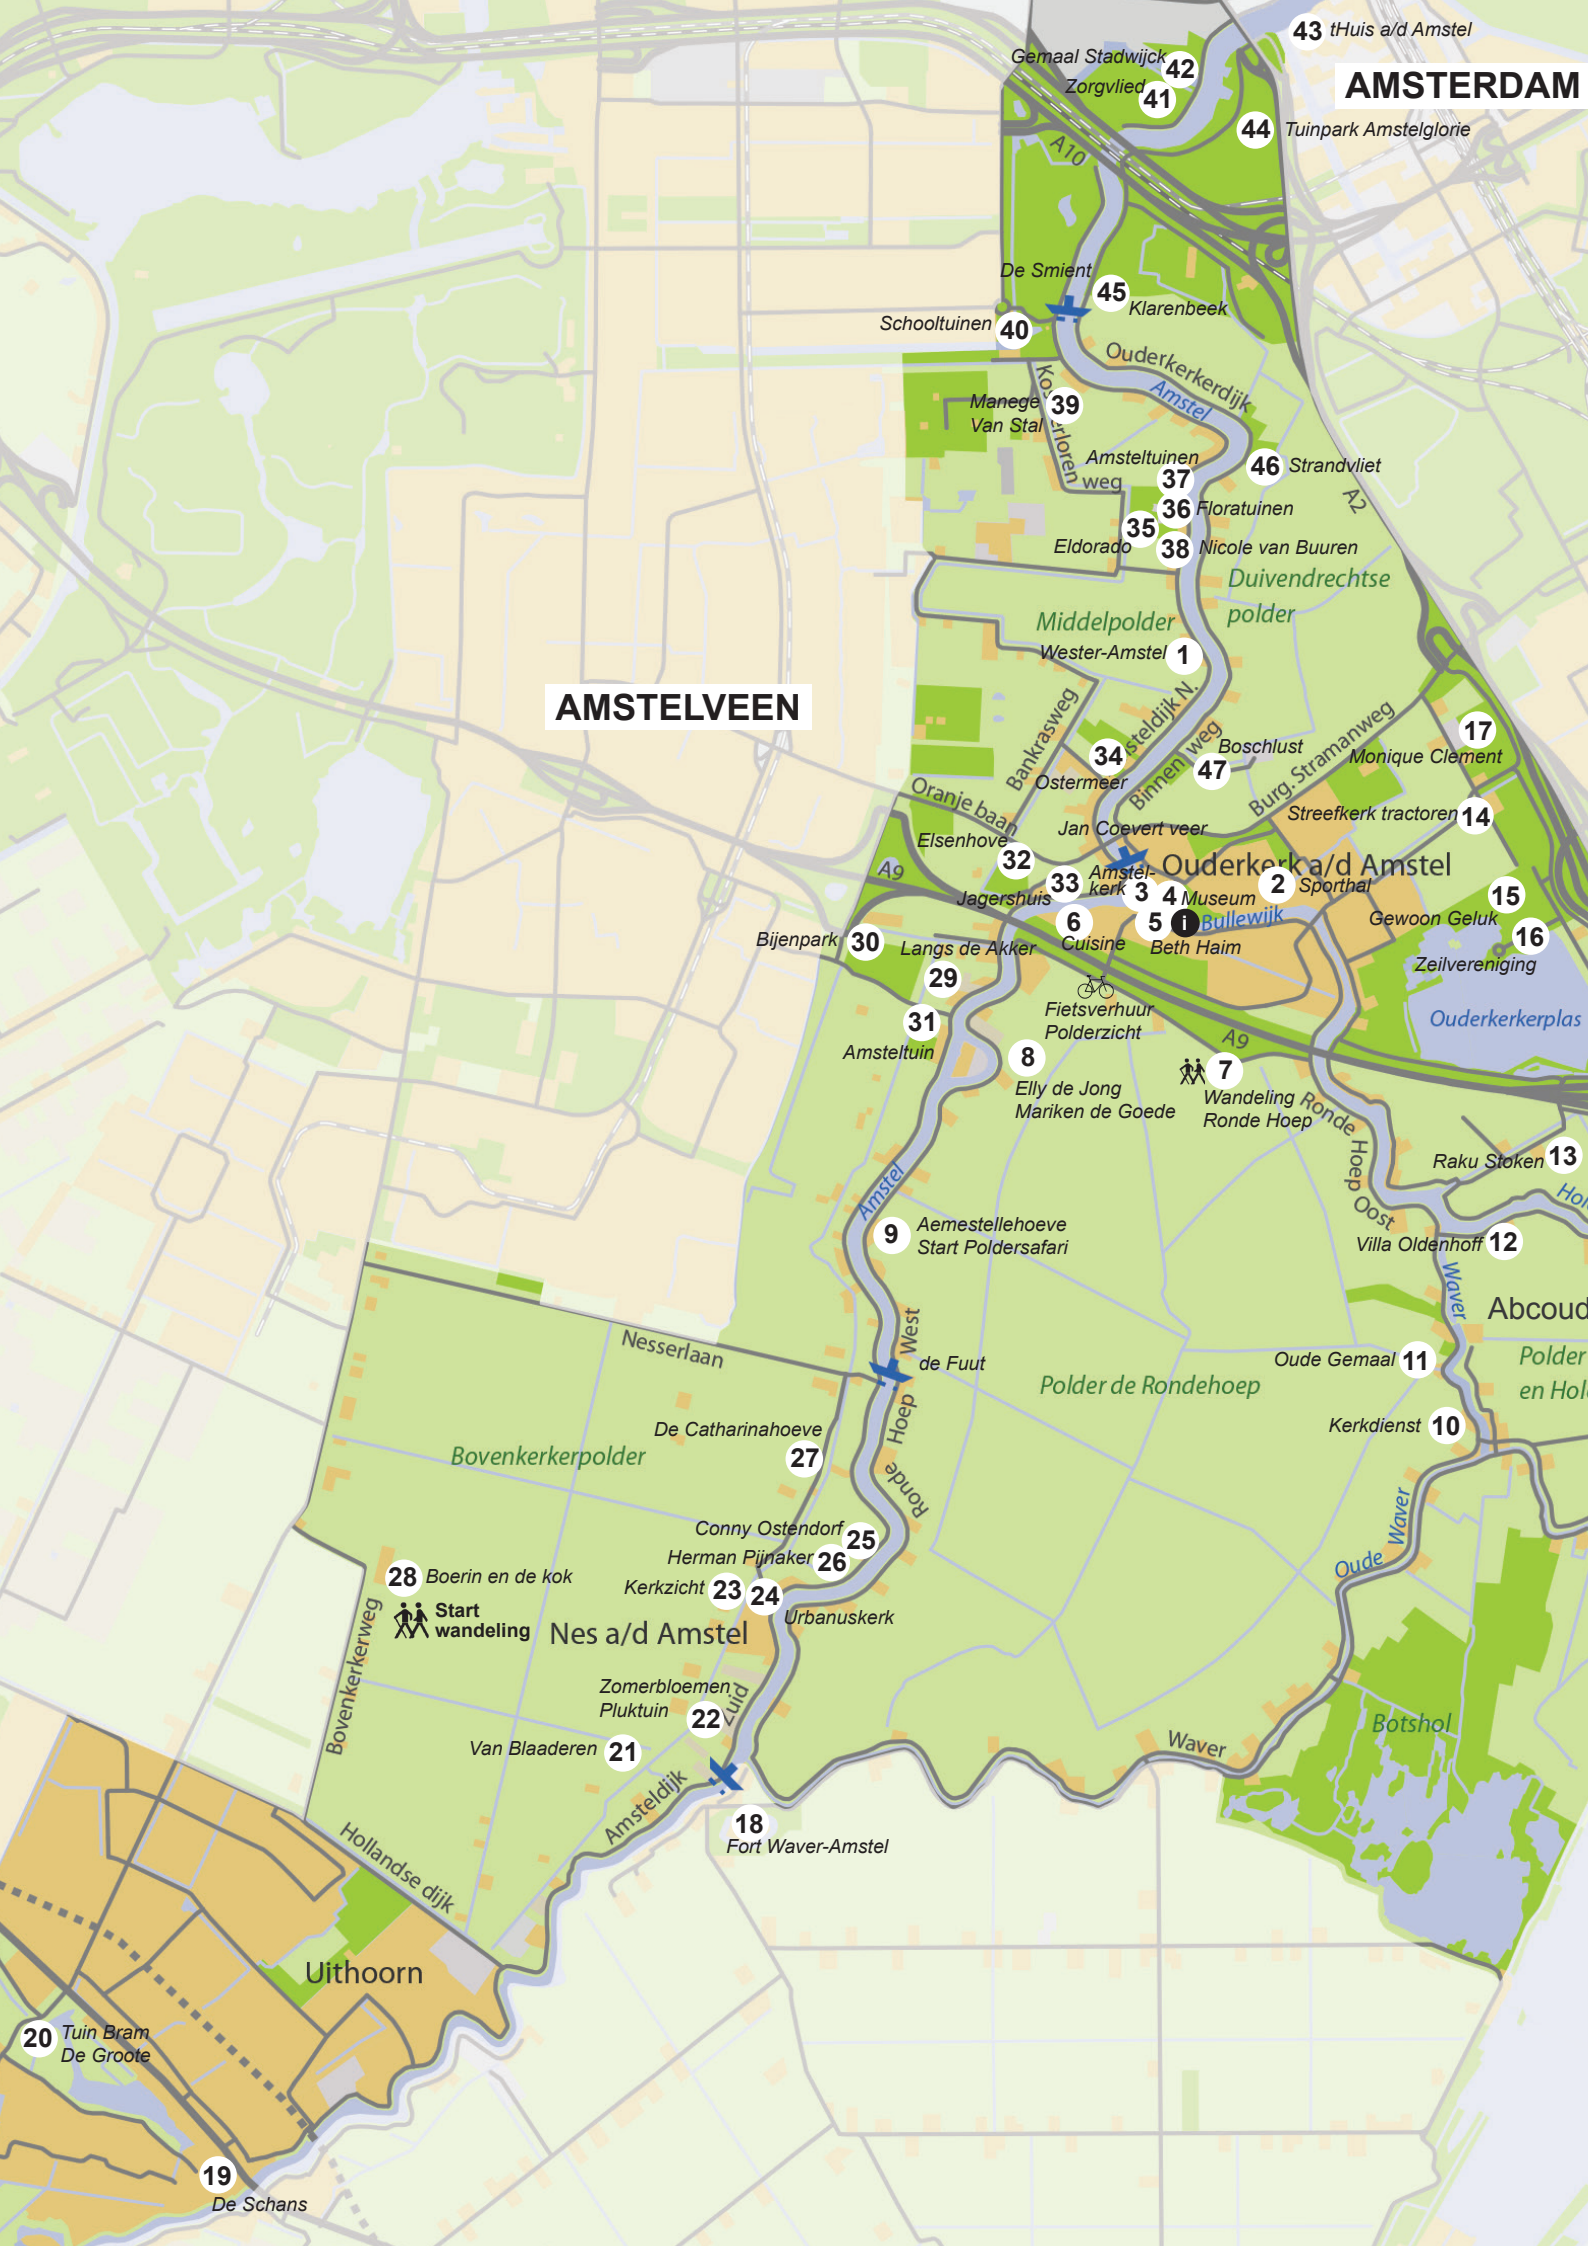 43 tHuis a/d Amstel
Gemaal Stadwijck 42
AMSTERDAM
Zorgvlied 41
44 Tuinpark Amstelglorie
A10
De Smient
45
Klarenbeek
Schooltuinen 40
Ouderkerkerdijk
Amstel
Manege 39
Van Stal
Amsteltuinen
37
46 Strandvliet
weg
A2
36 Floratuinen
35
Eldorado
38 Nicole van Buuren
Duivendrechtse
polder
Middelpolder
Wester-Amstel 1
AMSTELVEEN
Bankrasweg
17
Monique Clement
34
Ostermeer
Binnen weg
Boschlust
47
Burg. Stramanweg
Oranje baan
Streefkerk tractoren 14
Jan Coevert veer
Elsenhove
32
Ouderkerk a/d Amstel
A9
33
Jagershuis
Amstel-
kerk 3
4 Museum
2 Sporthal
15
Gewoon Geluk
6
Cuisine
5 i Bullewijk
Beth Haim
16
Zeilvereniging
Bijenpark 30
Langs de Akker
29
Fietsverhuur
Polderzicht
Ouderkerkerplas
31
Amsteltuin
A9
8
Elly de Jong
Mariken de Goede
7
Wandeling
Ronde Hoep
Ronde Hoep Oost
Raku Stoken 13
Amstel
9 Aemestellehoeve
Start Poldersafari
Villa Oldenhoff 12
Waver
Abcoud
Nesserlaan
de Fuut
Ronde Hoep West
Oude Gemaal 11
Polder
en Hol
Polder de Rondehoep
Kerkdienst 10
De Catharinahoeve
27
Bovenkerkerpolder
Conny Ostendorf 25
Herman Pijnaker 26
Oude Waver
28 Boerin en de kok
Kerkzicht 23
24
Urbanuskerk
Start
wandeling
Nes a/d Amstel
Bovenkerkerweg
Zomerbloemen
Pluktuin 22
Van Blaaderen 21
Amsteldijk Zuid
Waver
Botshol
18
Fort Waver-Amstel
Hollandse dijk
Uithoorn
20 Tuin Bram
De Groote
19
De Schans